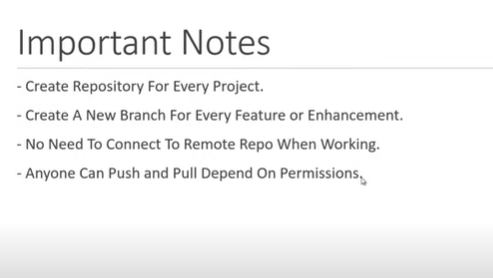 Important Notes
- Create Repository For Every Project.
- Create A New Branch For Every Feature or Enhancement.
- No Need To Connect To Remote Repo When Working.
- Anyone Can Push and Pull Depend On Permissions.